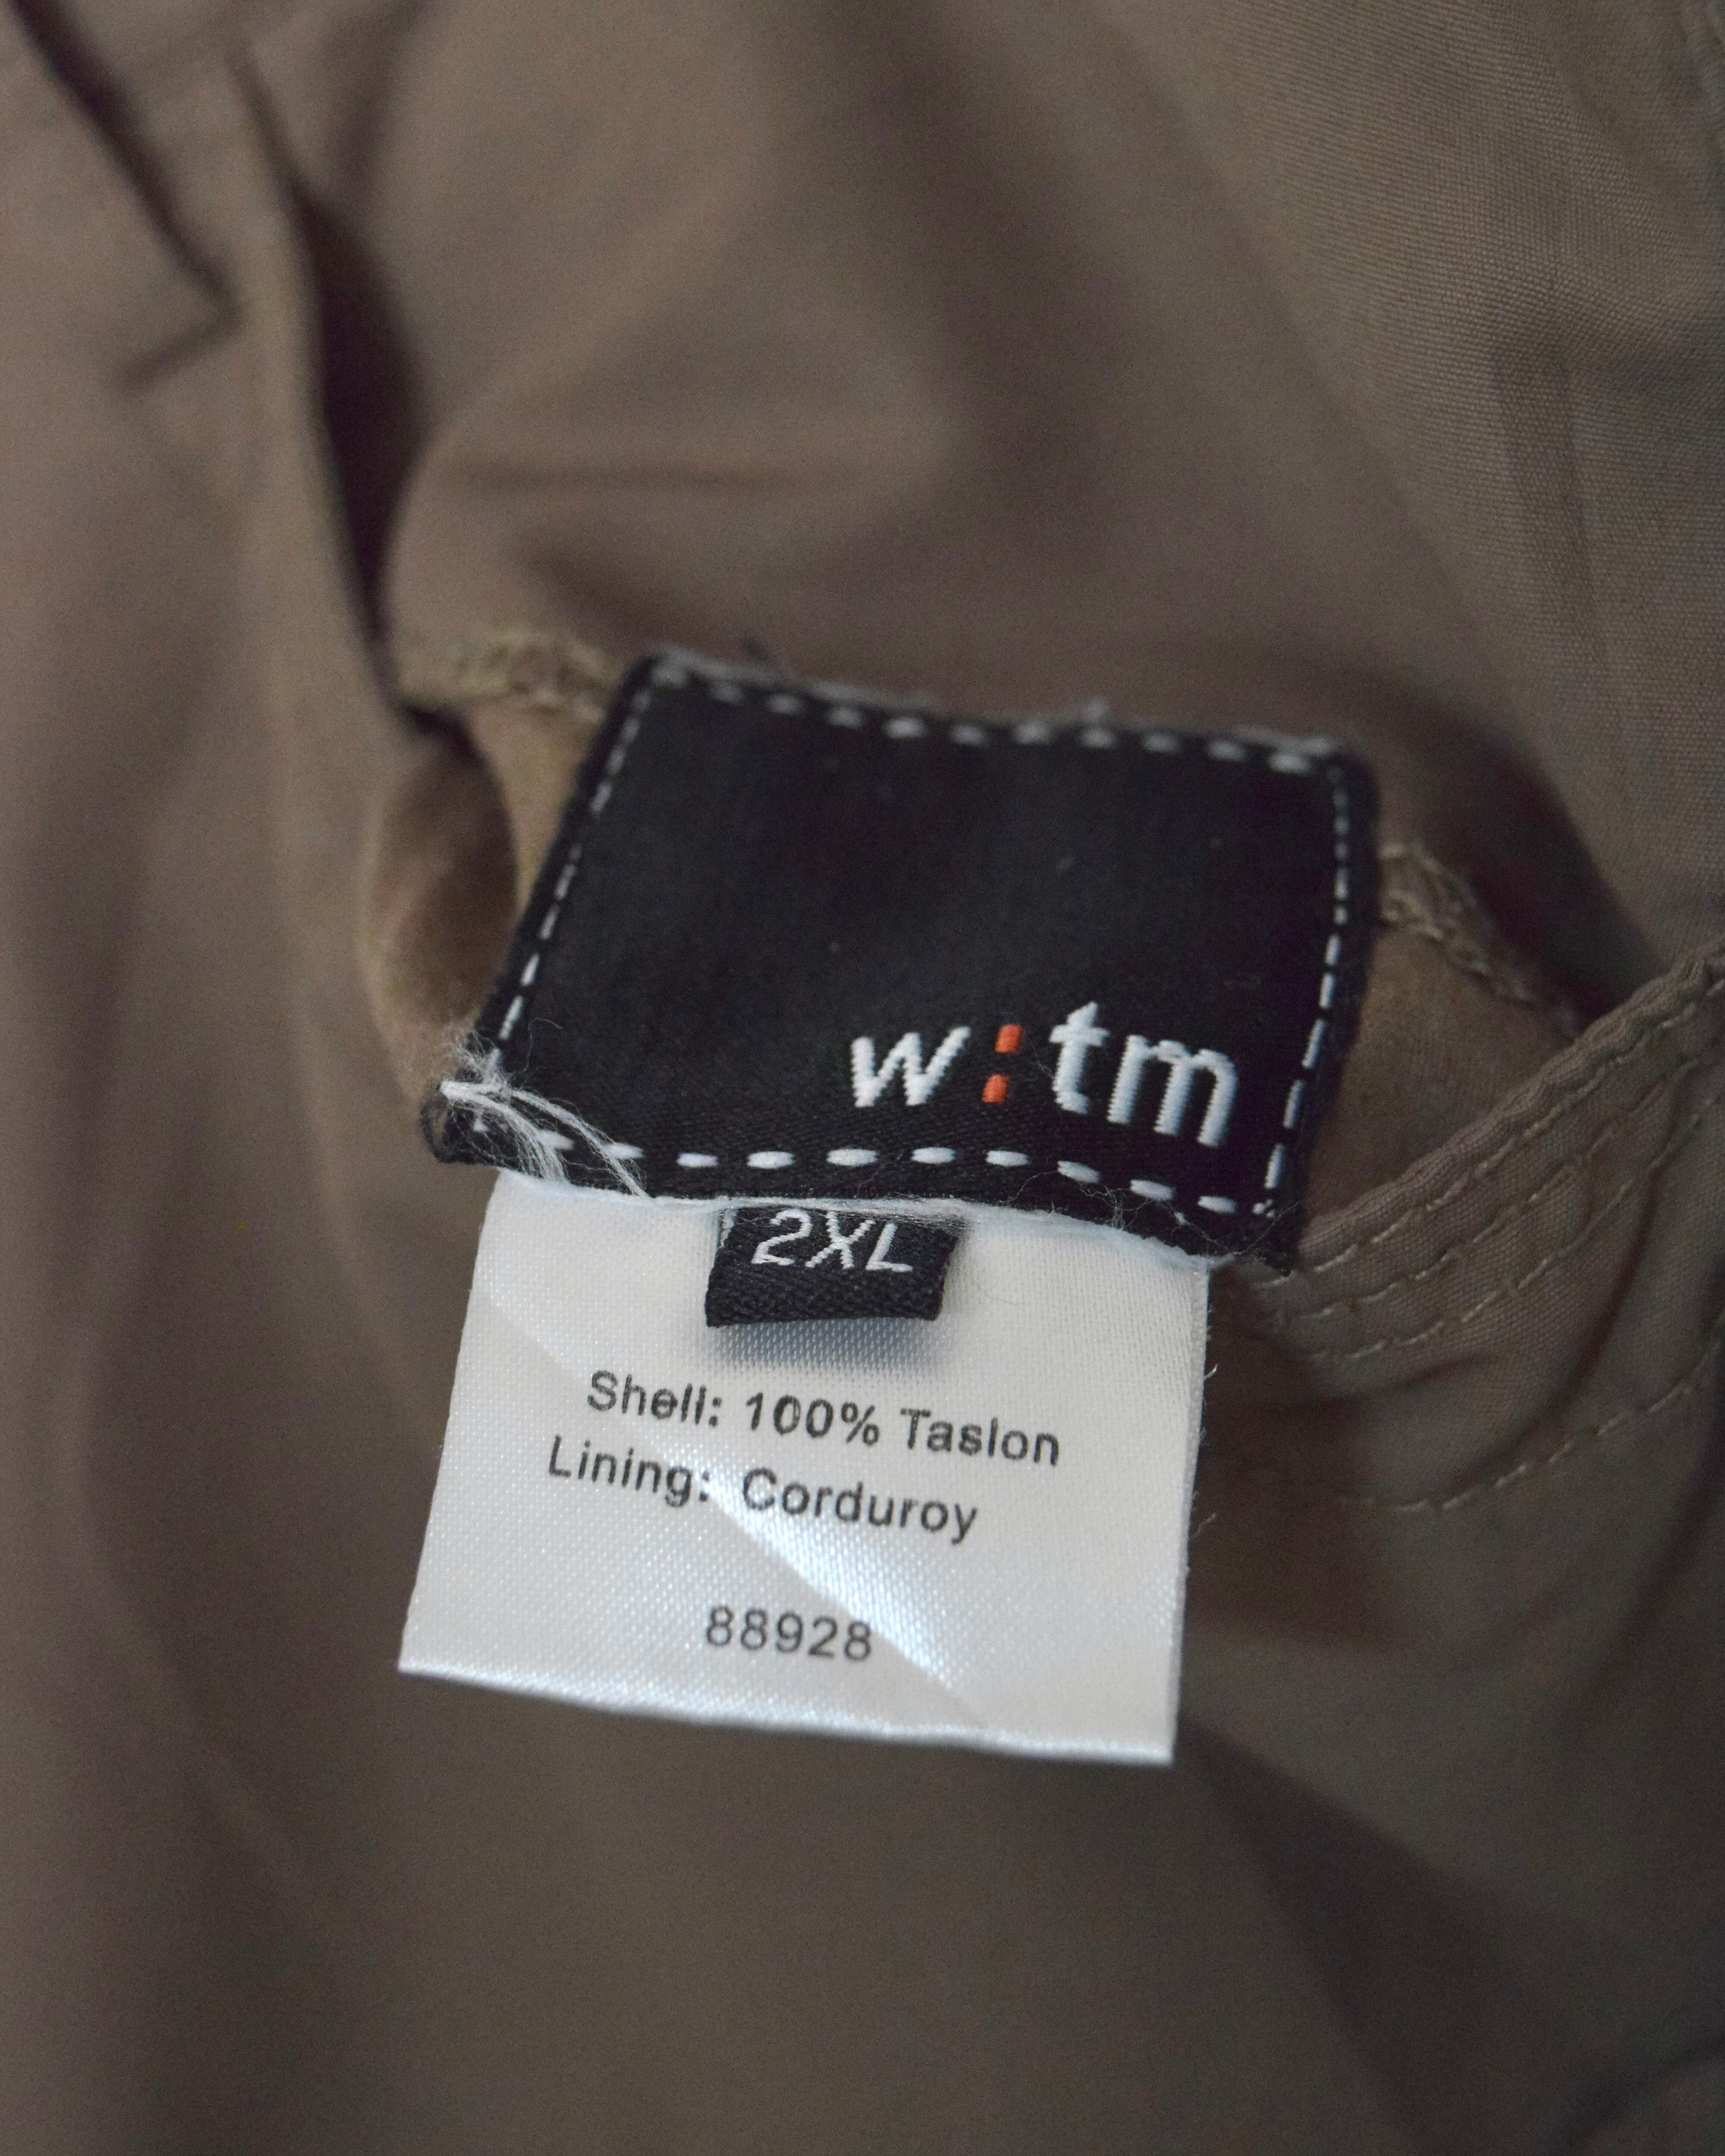 w:tm
2XL
Shell: 100% Taslon
Lining: Corduroy
88928